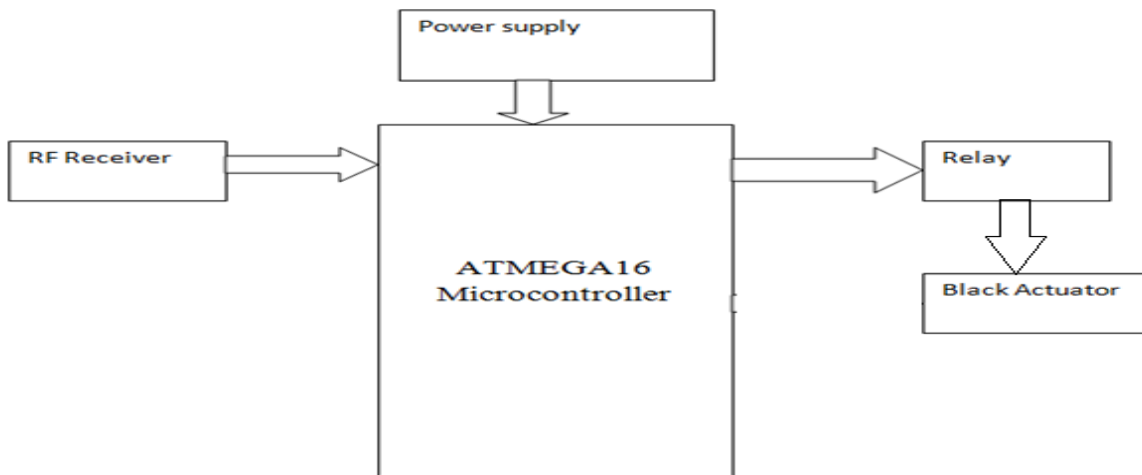 Power supply
RF Receiver
Relay
ATMEGA16
Microcontroller
Black Actuator